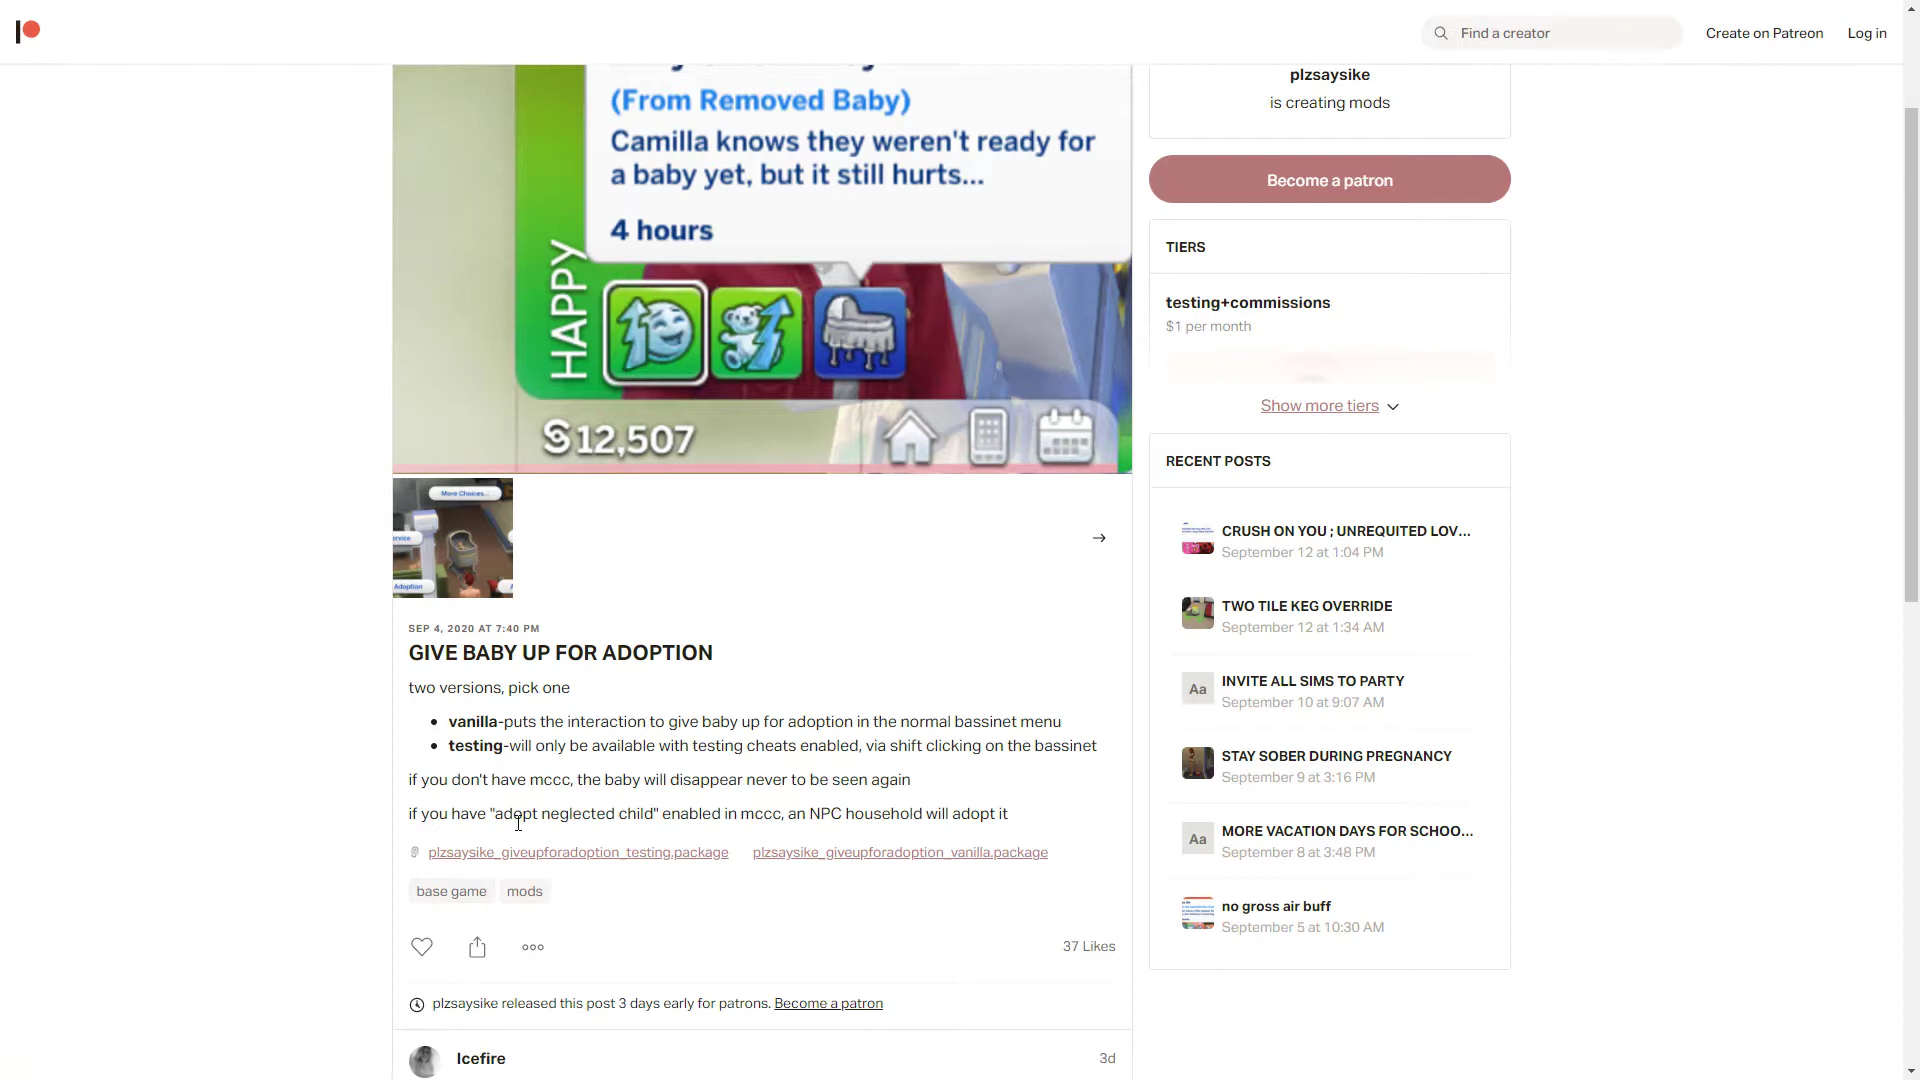 Find a creator
Create on Patreon
Log in
(From Removed Baby)
Camilla knows they weren't ready for
a baby yet, but it still hurts...
4 hours
HAPPY
12,507
More Choices...
Adoption
SEP 4, 2020 AT 7:40 PM
GIVE BABY UP FOR ADOPTION
two versions, pick one
• vanilla-puts the interaction to give baby up for adoption in the normal bassinet menu
• testing-will only be available with testing cheats enabled, via shift clicking on the bassinet
if you don't have mccc, the baby will disappear never to be seen again
if you have "adopt neglected child" enabled in mccc, an NPC household will adopt it
plzsaysike_giveupforadoption_testing.package
plzsaysike_giveupforadoption_vanilla.package
base game
mods
37 Likes
plzsaysike released this post 3 days early for patrons. Become a patron
Icefire
3d
plzsaysike
is creating mods
Become a patron
TIERS
testing+commissions
$1 per month
Show more tiers
RECENT POSTS
CRUSH ON YOU ; UNREQUITED LOV...
September 12 at 1:04 PM
TWO TILE KEG OVERRIDE
September 12 at 1:34 AM
Aa
INVITE ALL SIMS TO PARTY
September 10 at 9:07 AM
STAY SOBER DURING PREGNANCY
September 9 at 3:16 PM
Aa
MORE VACATION DAYS FOR SCHOO...
September 8 at 3:48 PM
no gross air buff
September 5 at 10:30 AM